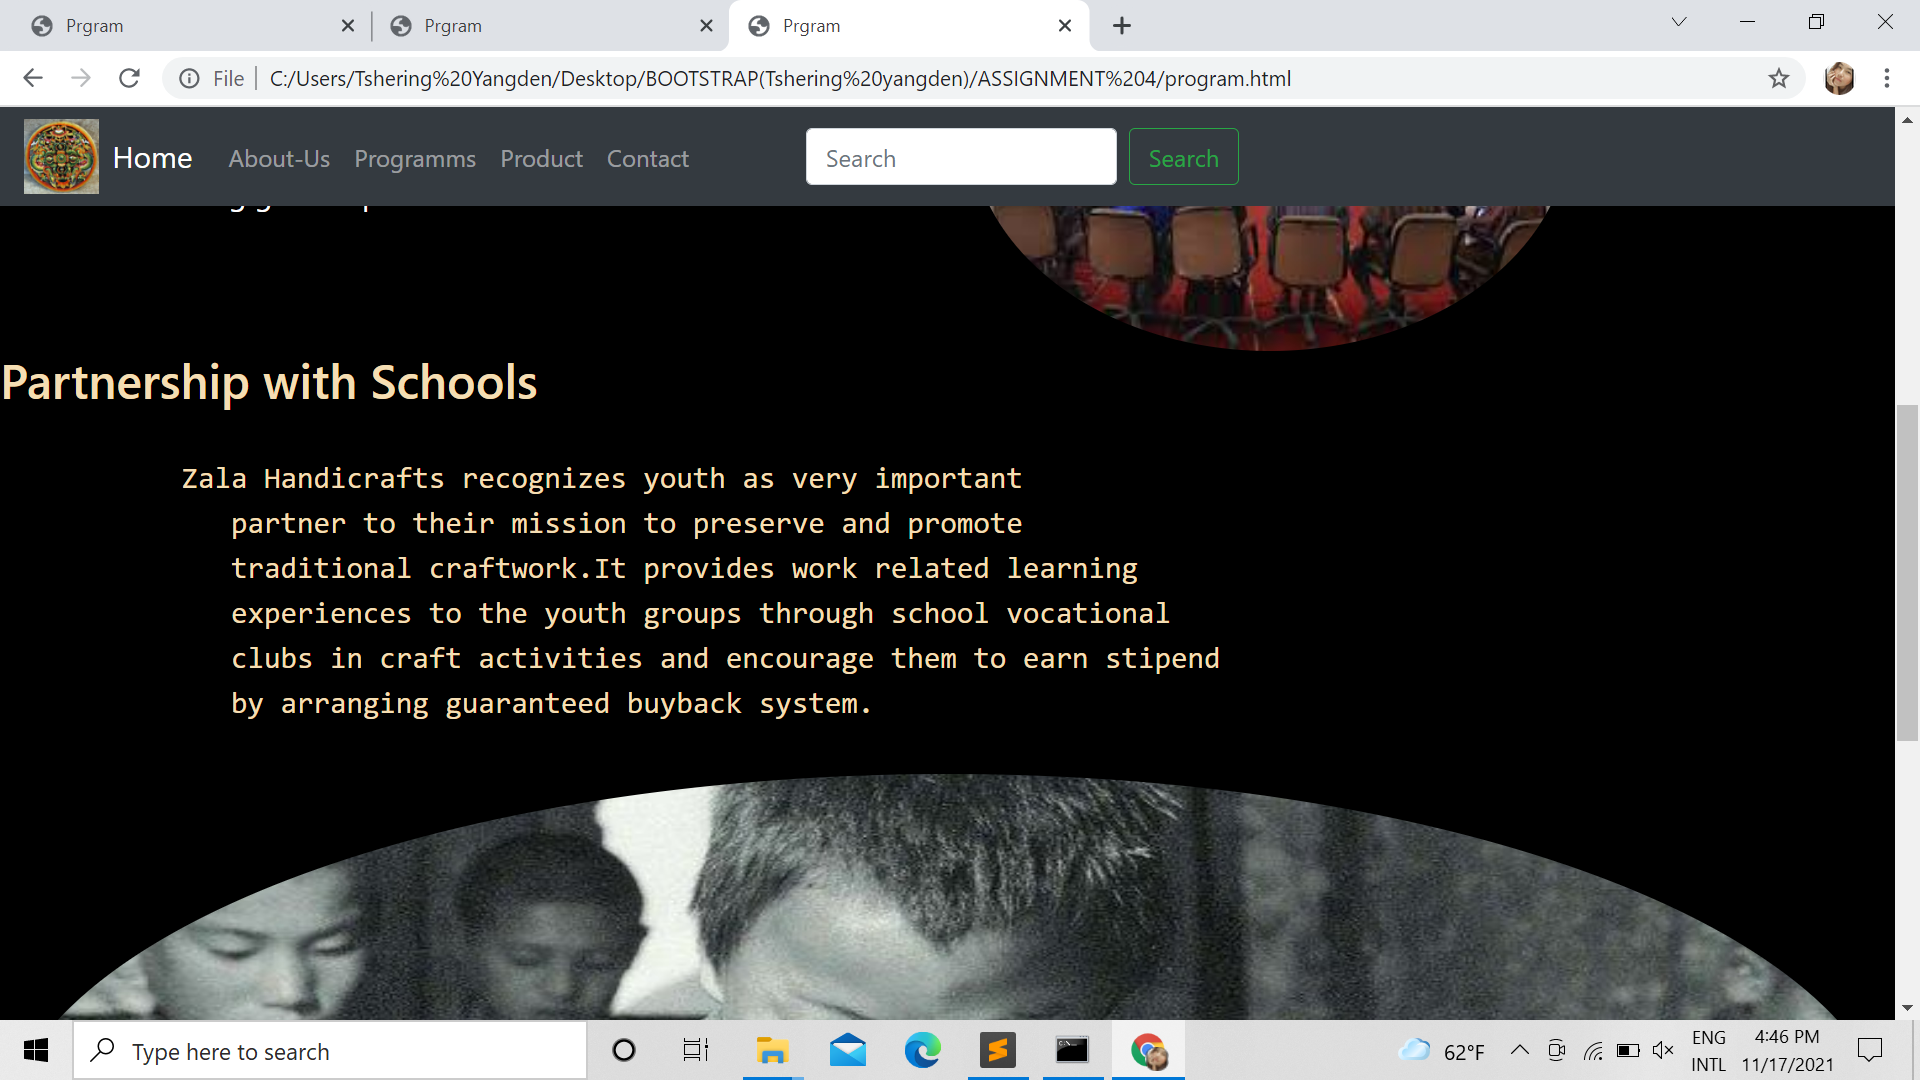 Prgram
Prgram
Prgram
File
C:/Users/Tshering%20Yangden/Desktop/BOOTSTRAP(Tshering%20yangden)/ASSIGNMENT%204/program.html
Home About-Us Programms Product Contact Search Search
Partnership with Schools
Zala Handicrafts recognizes youth as very important
partner to their mission to preserve and promote
traditional craftwork.It provides work related learning
experiences to the youth groups through school vocational
clubs in craft activities and encourage them to earn stipend
by arranging guaranteed buyback system.
Type here to search
62°F
ENG
INTL
4:46 PM
11/17/2021